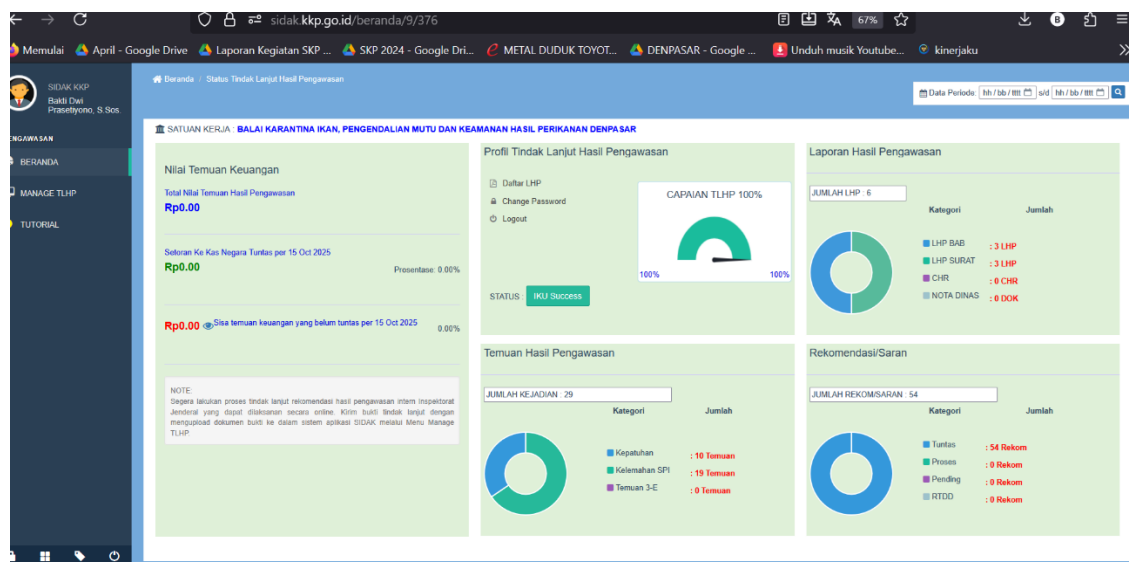 sidak.kkp.go.id/beranda/9/376
67%
Memulai
April - Google Drive
Laporan Kegiatan SKP ...
SKP 2024 - Google Dri...
METAL DUDUK TOYOT...
DENPASAR - Google ...
Unduh musik Youtube...
kinerjaku
SIDAK KKP
Bakti Dwi
Prasetiyono, S.Sos.
BERANDA
MANAGE TLHP
TUTORIAL
Beranda / Status Tindak Lanjut Hasil Pengawasan
Data Periode: hh / bb / tttt s/d hh / bb / tttt
SATUAN KERJA : BALAI KARANTINA IKAN, PENGENDALIAN MUTU DAN KEAMANAN HASIL PERIKANAN DENPASAR
Nilai Temuan Keuangan
Total Nilai Temuan Hasil Pengawasan
Rp0.00
Setoran Ke Kas Negara Tuntas per 15 Oct 2025
Rp0.00
Prosentase: 0.00%
Rp0.00 Sisa temuan keuangan yang belum tuntas per 15 Oct 2025
0.00%
NOTE:
Segera lakukan proses tindak lanjut rekomendasi hasil pengawasan intern Inspektorat
Jenderal yang dapat dilaksanan secara online. Kirim bukti tindak lanjut dengan
mengupload dokumen bukti ke dalam sistem aplikasi SIDAK melalui Menu Manage
TLHP.
Profil Tindak Lanjut Hasil Pengawasan
Daftar LHP
Change Password
Logout
CAPAIAN TLHP 100%
100%
100%
STATUS : IKU Success
Laporan Hasil Pengawasan
JUMLAH LHP : 6
Kategori Jumlah
LHP BAB : 3 LHP
LHP SURAT : 3 LHP
CHR : 0 CHR
NOTA DINAS : 0 DOK
Temuan Hasil Pengawasan
JUMLAH KEJADIAN : 29
Kategori Jumlah
Kepatuhan : 10 Temuan
Kelemahan SPI : 19 Temuan
Temuan 3-E : 0 Temuan
Rekomendasi/Saran
JUMLAH REKOM/SARAN : 54
Kategori Jumlah
Tuntas : 54 Rekom
Proses : 0 Rekom
Pending : 0 Rekom
RTDD : 0 Rekom